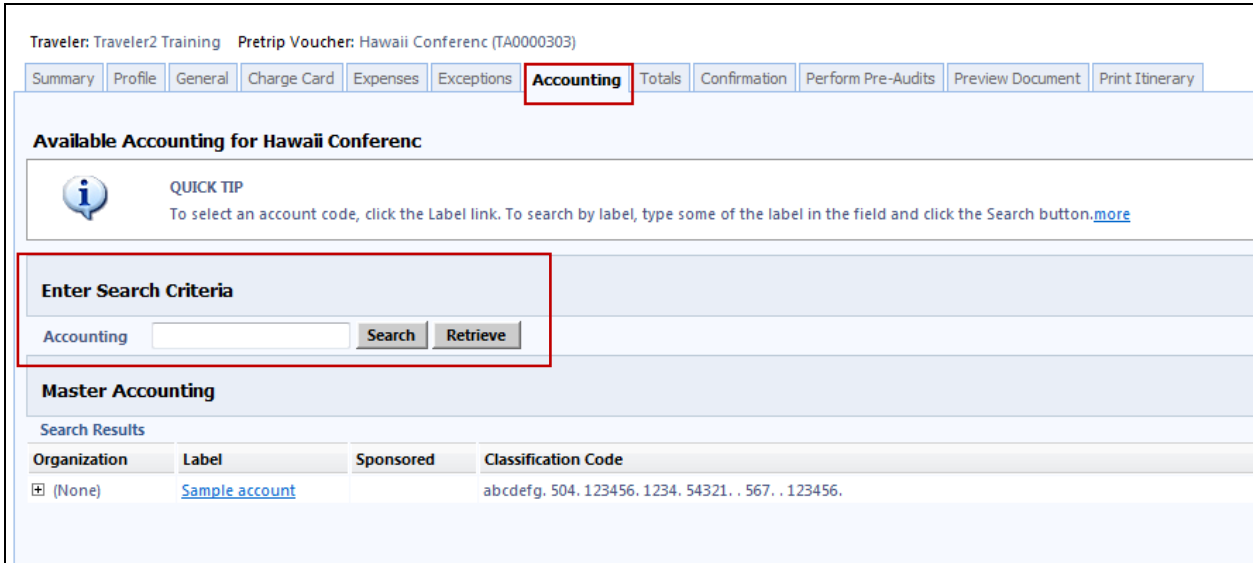 Traveler: Traveler2 Training Pretrip Voucher: Hawaii Conferenc (TA0000303)
Summary Profile General Charge Card Expenses Exceptions Accounting Totals Confirmation Perform Pre-Audits Preview Document Print Itinerary
Available Accounting for Hawaii Conferenc
QUICK TIP
To select an account code, click the Label link. To search by label, type some of the label in the field and click the Search button.more
Enter Search Criteria
Accounting Search Retrieve
Master Accounting
Search Results
Organization Label Sponsored Classification Code
(None) Sample account abcdefg. 504. 123456. 1234. 54321. . 567. . 123456.